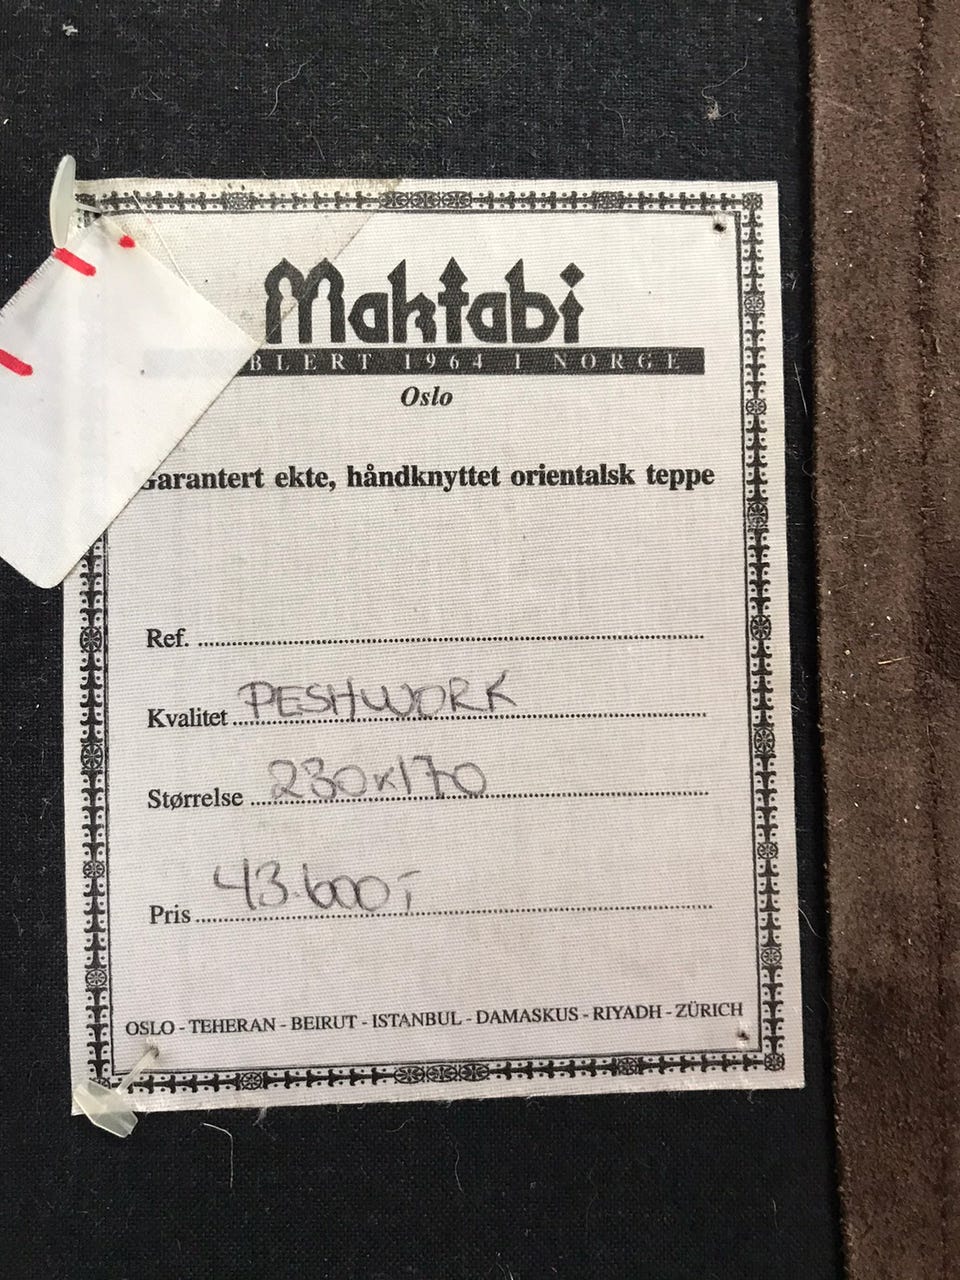 Maktabi
BLERT 1964 I NORGE
Oslo
Garantert ekte, håndknyttet orientalsk teppe
Ref. ..........
Kvalitet PESHWORK
Størrelse 230x170
Pris 43.600,-
OSLO - TEHERAN - BEIRUT - ISTANBUL - DAMASKUS - RIYADH - ZÜRICH